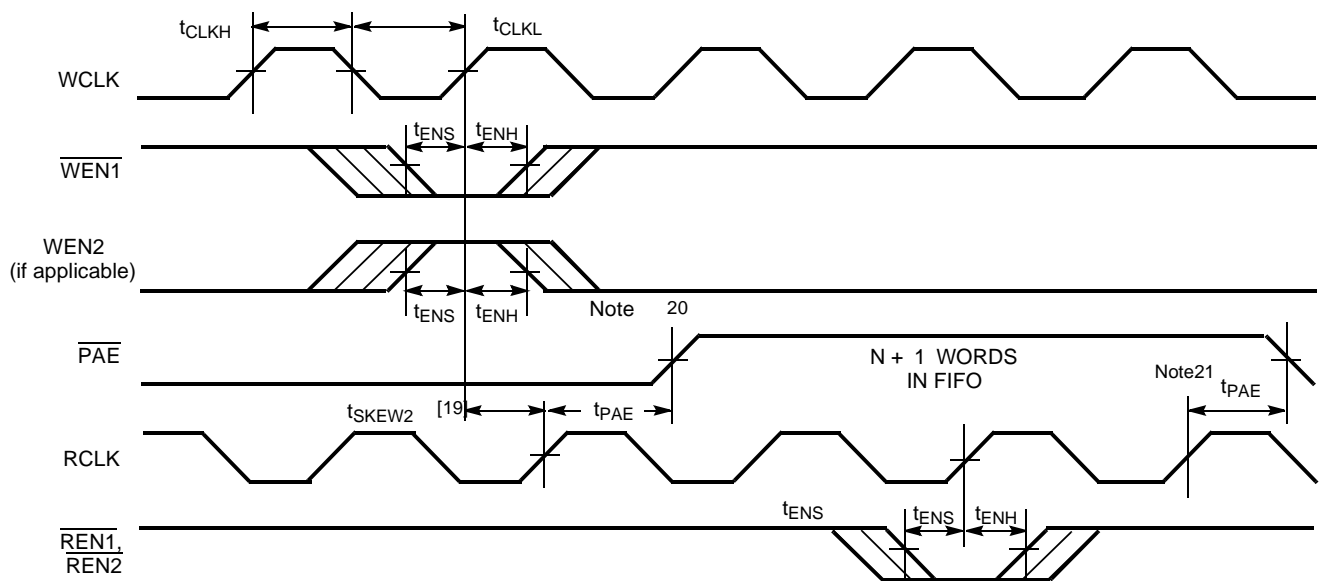 tCLKH
tCLKL
WCLK
tENS tENH
WEN1
WEN2
(if applicable)
tENS tENH
Note 20
PAE
N + 1 WORDS
IN FIFO
Note21
tPAE
tSKEW2 [19]
tPAE
RCLK
tENS
tENS tENH
REN1,
REN2